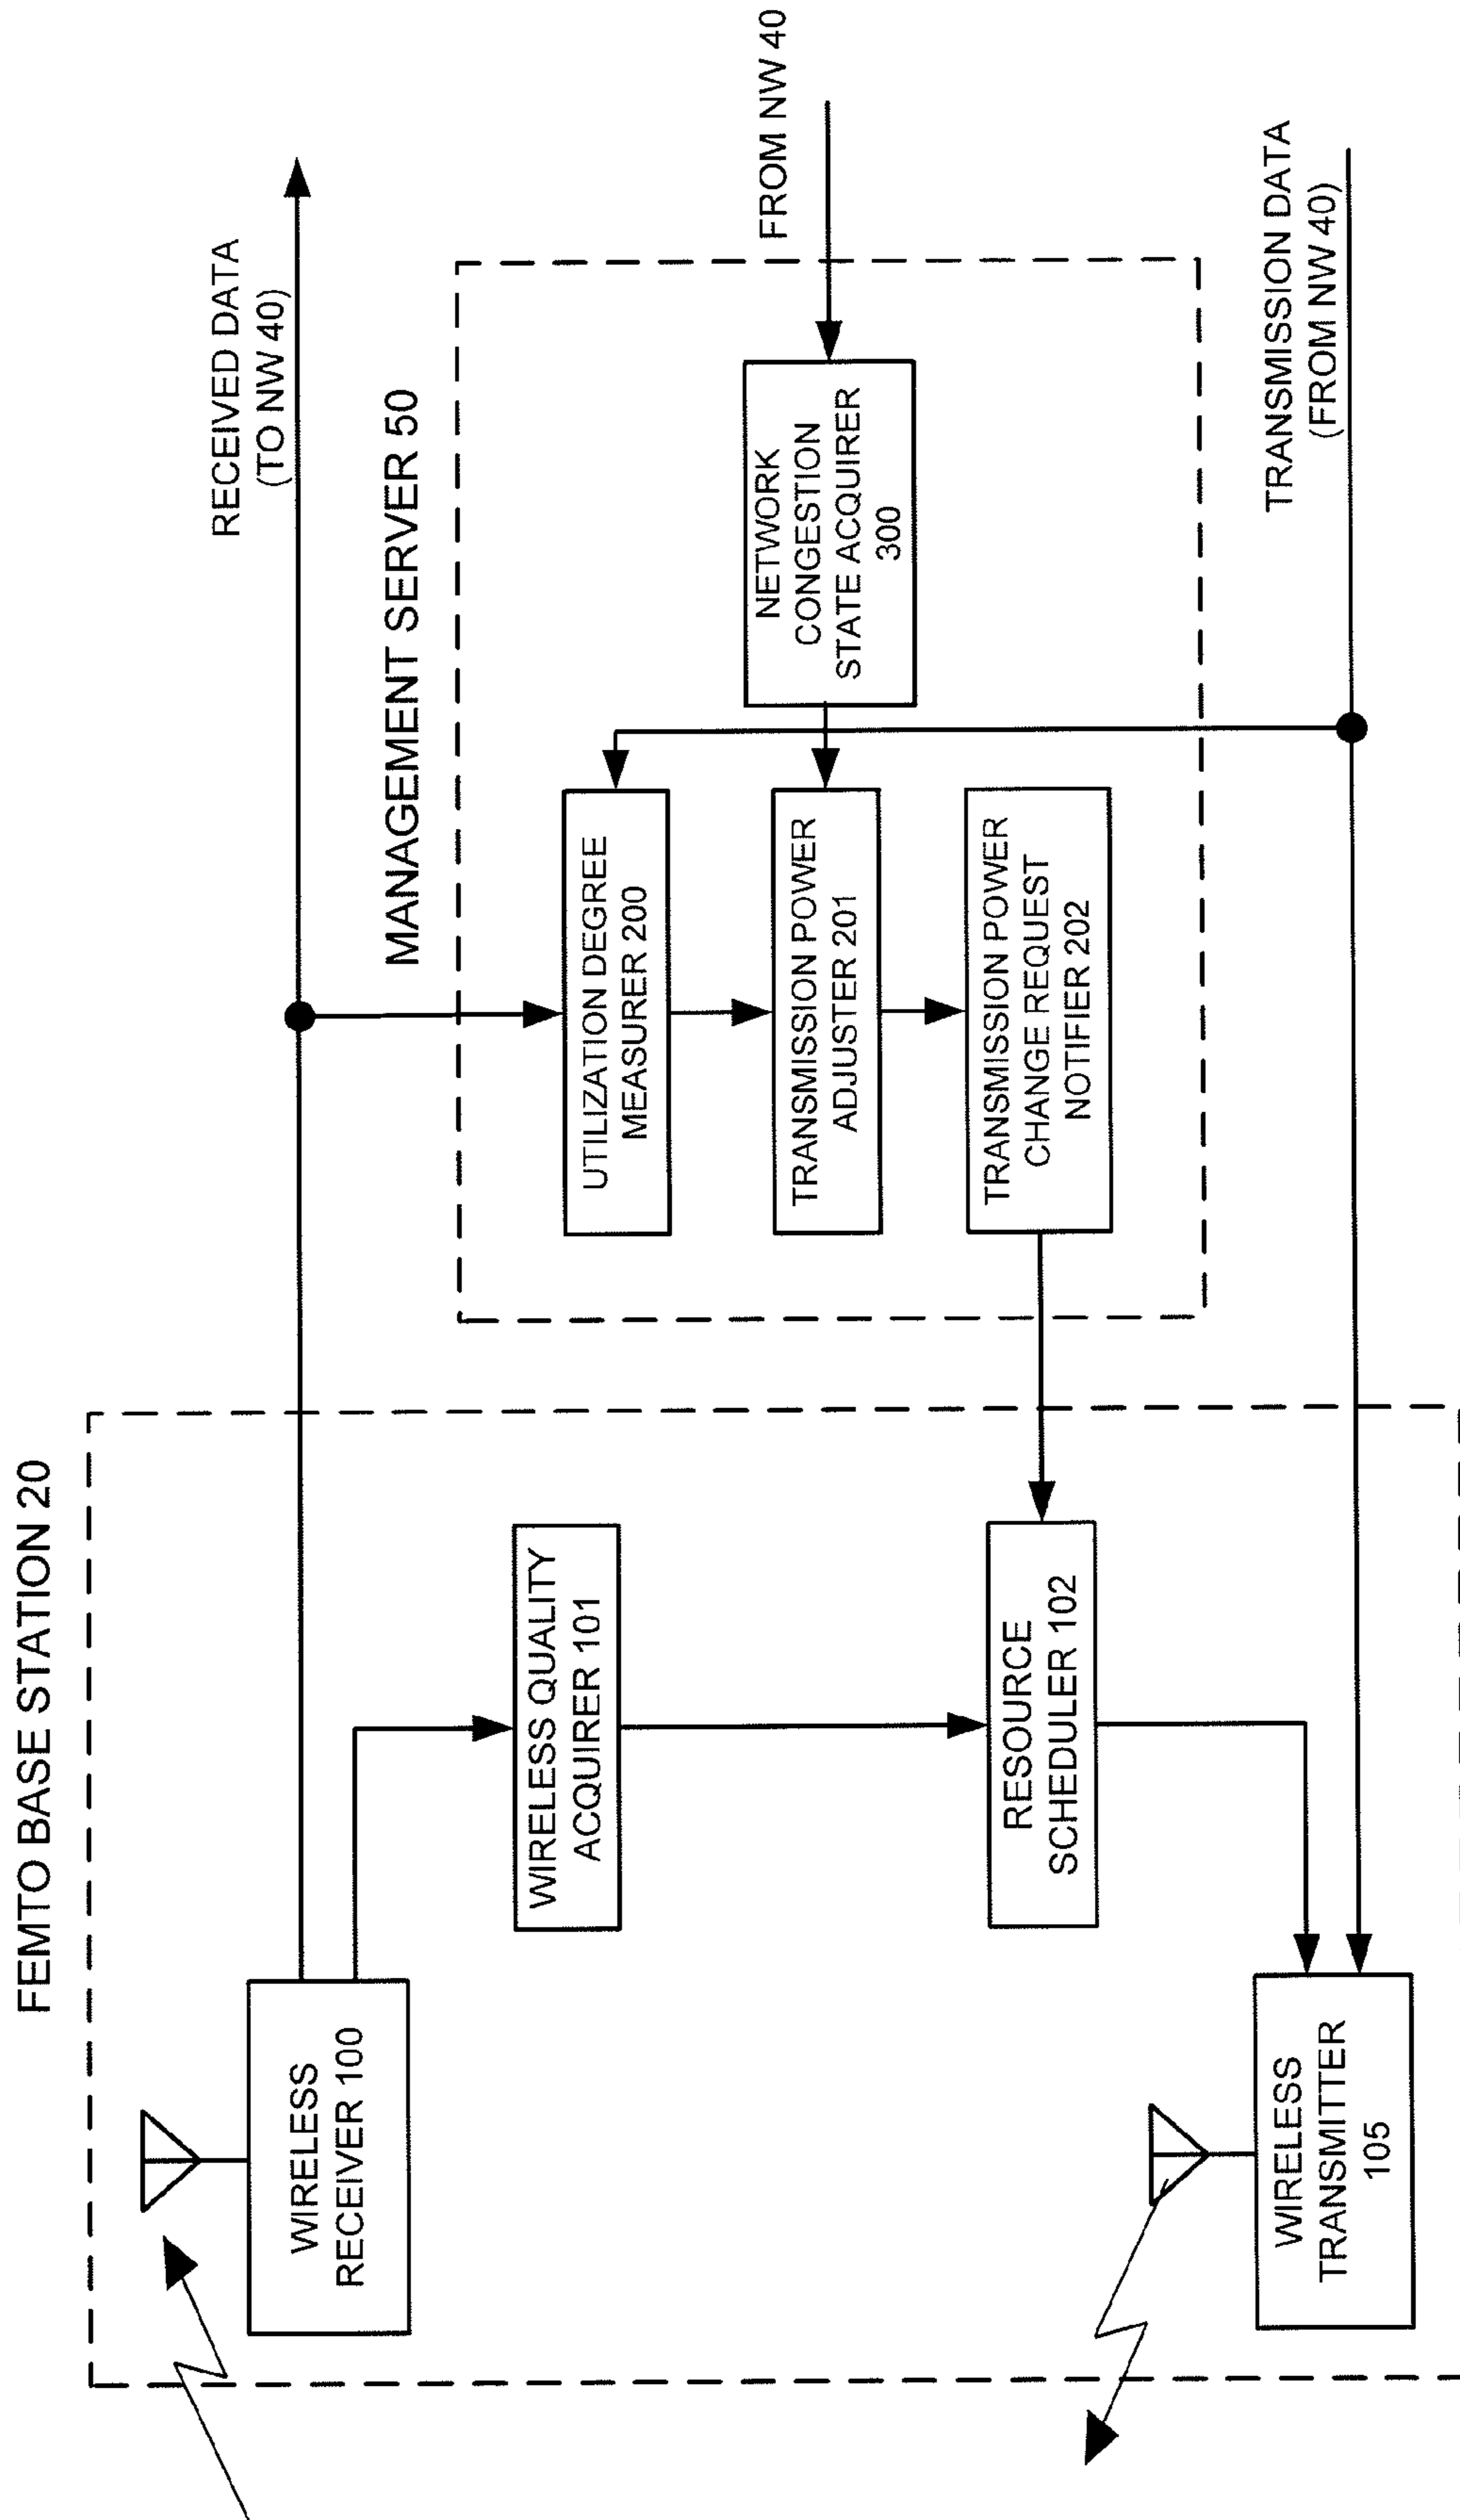 FEMTO BASE STATION 20
WIRELESS
RECEIVER 100
WIRELESS QUALITY
ACQUIRER 101
RESOURCE
SCHEDULER 102
WIRELESS
TRANSMITTER
105
RECEIVED DATA
(TO NW 40)
MANAGEMENT SERVER 50
UTILIZATION DEGREE
MEASURER 200
TRANSMISSION POWER
ADJUSTER 201
TRANSMISSION POWER
CHANGE REQUEST
NOTIFIER 202
NETWORK
CONGESTION
STATE ACQUIRER
300
FROM NW 40
TRANSMISSION DATA
(FROM NW 40)